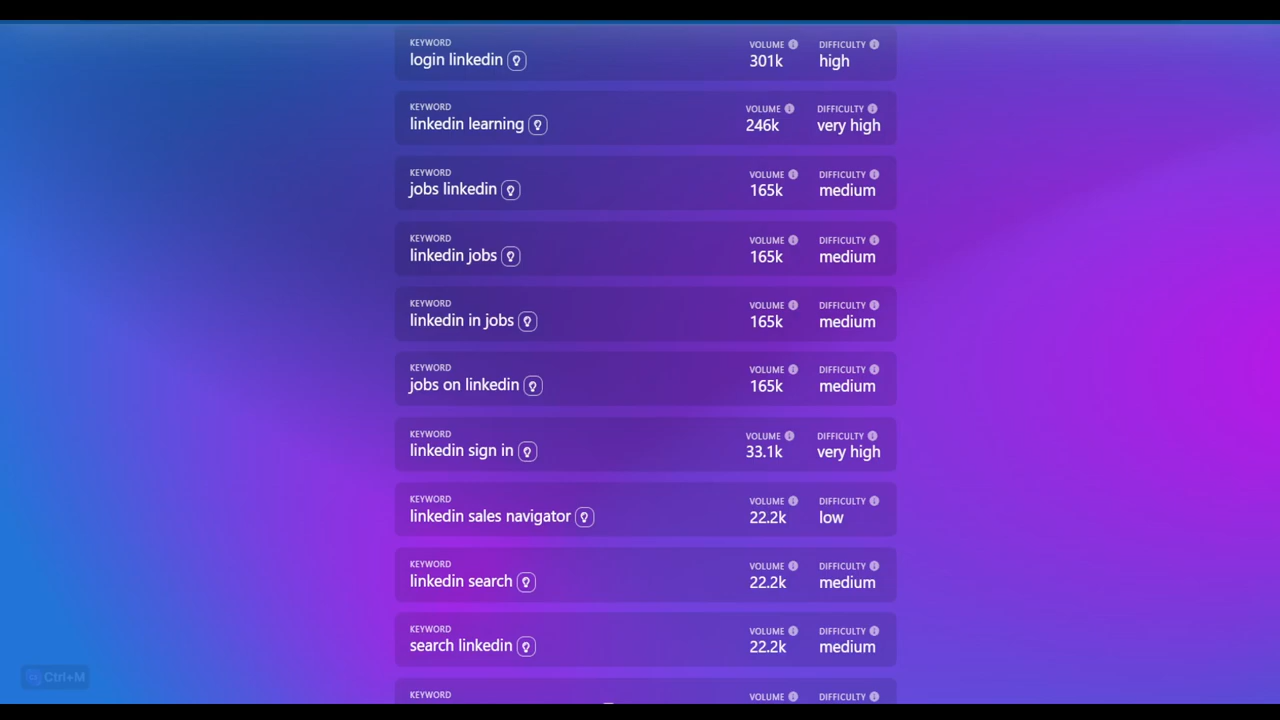 KEYWORD
login linkedin
VOLUME DIFFICULTY
301k high
KEYWORD
linkedin learning
VOLUME DIFFICULTY
246k very high
KEYWORD
jobs linkedin
VOLUME DIFFICULTY
165k medium
KEYWORD
linkedin jobs
VOLUME DIFFICULTY
165k medium
KEYWORD
linkedin in jobs
VOLUME DIFFICULTY
165k medium
KEYWORD
jobs on linkedin
VOLUME DIFFICULTY
165k medium
KEYWORD
linkedin sign in
VOLUME DIFFICULTY
33.1k very high
KEYWORD
linkedin sales navigator
VOLUME DIFFICULTY
22.2k low
KEYWORD
linkedin search
VOLUME DIFFICULTY
22.2k medium
KEYWORD
search linkedin
VOLUME DIFFICULTY
22.2k medium
Ctrl+M
KEYWORD
VOLUME DIFFICULTY